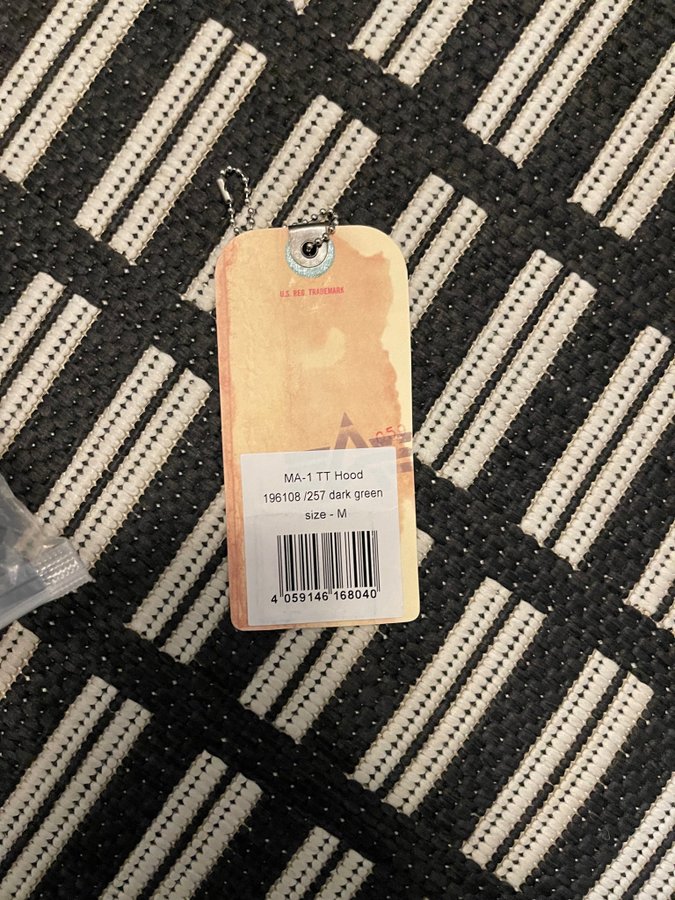 U.S. REG. TRADEMARK
MA-1 TT Hood
196108 /257 dark green
size - M
4 059146 168040